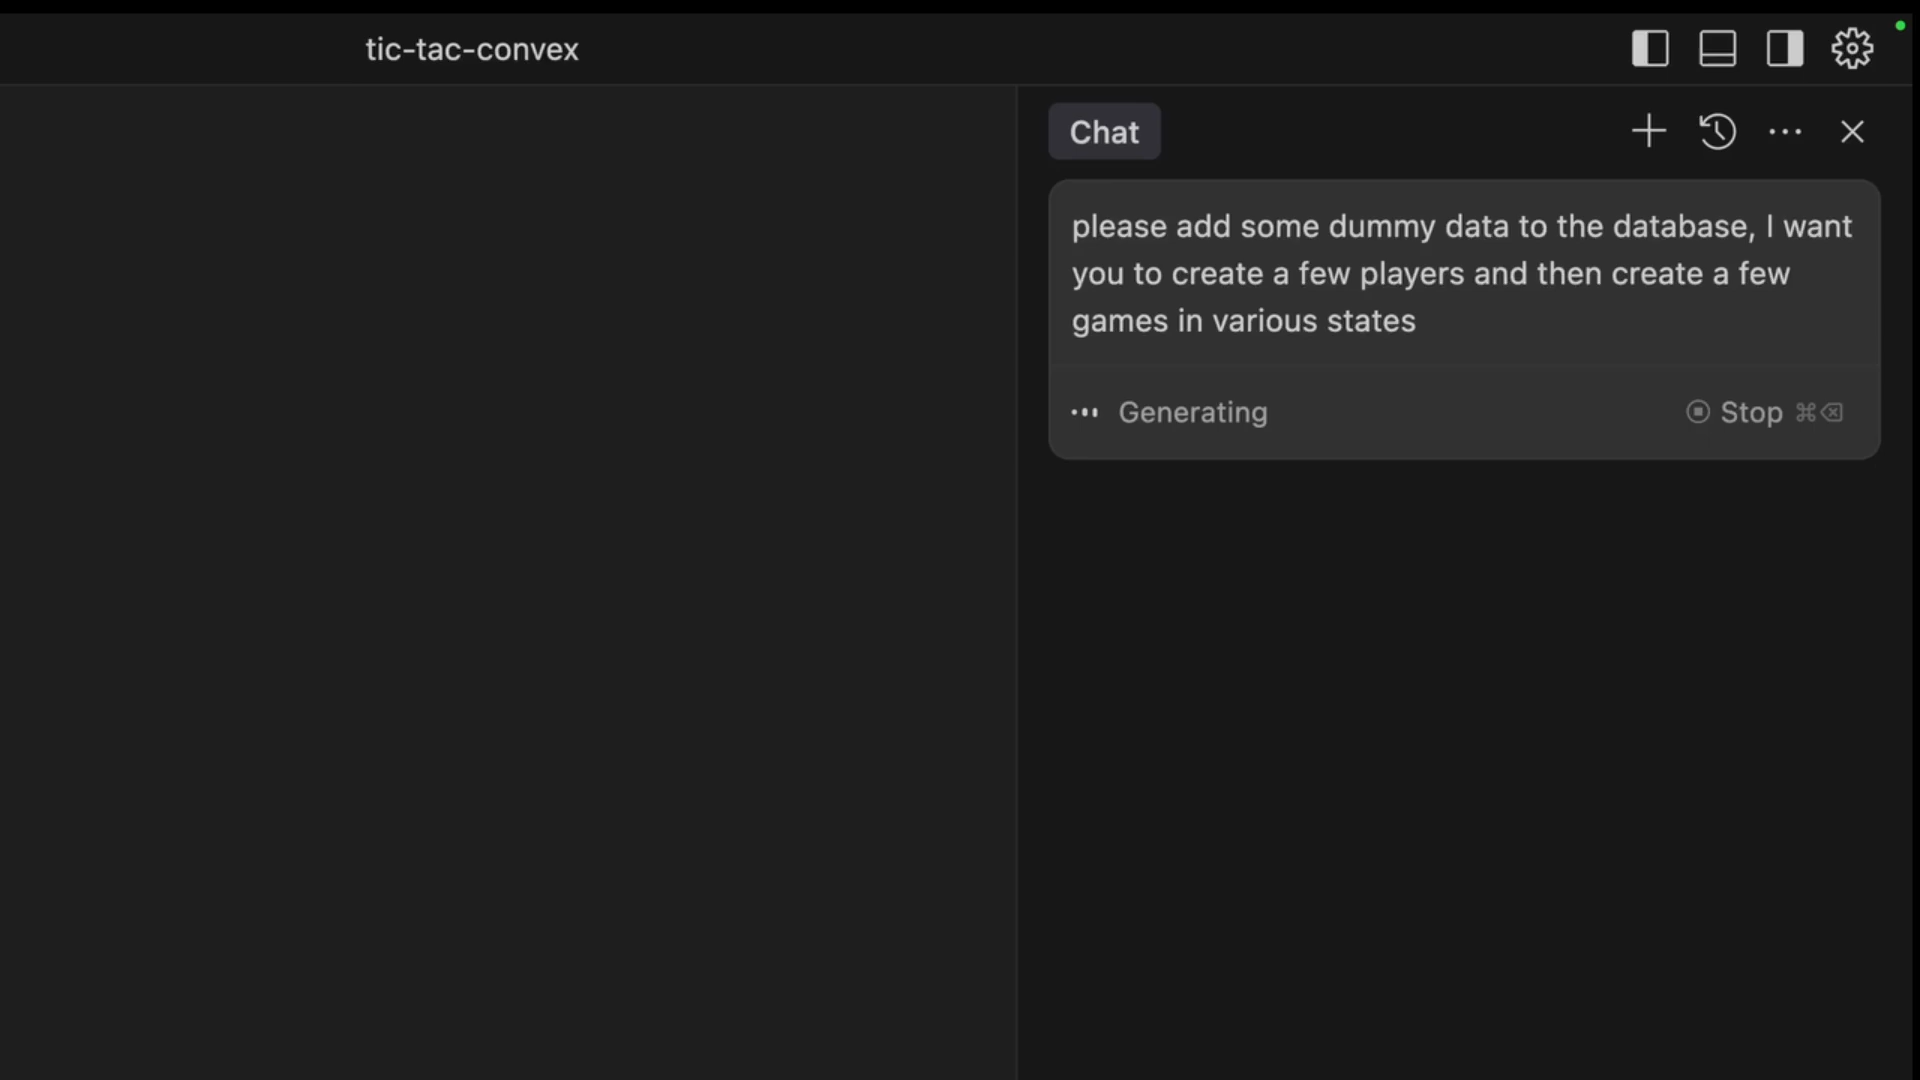 tic-tac-convex
Chat
please add some dummy data to the database, I want
you to create a few players and then create a few
games in various states
Generating
Stop ⌘⌫